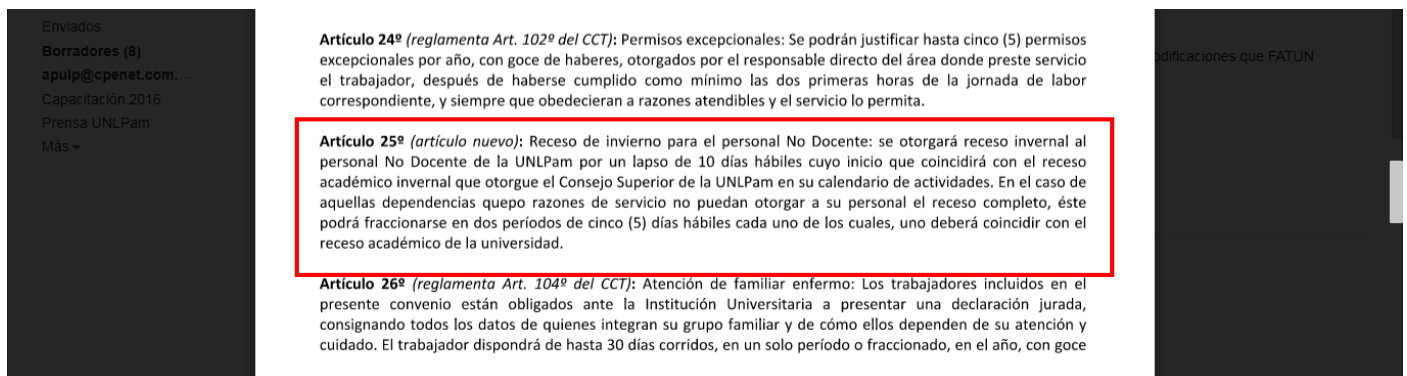 Enviados
Borradores (8)
apulp@cpenet.com....
Capacitación 2016
Prensa UNLPam
Más
Artículo 24º (reglamenta Art. 102º del CCT): Permisos excepcionales: Se podrán justificar hasta cinco (5) permisos
excepcionales por año, con goce de haberes, otorgados por el responsable directo del área donde preste servicio
el trabajador, después de haberse cumplido como mínimo las dos primeras horas de la jornada de labor
correspondiente, y siempre que obedecieran a razones atendibles y el servicio lo permita.
Artículo 25º (artículo nuevo): Receso de invierno para el personal No Docente: se otorgará receso invernal al
personal No Docente de la UNLPam por un lapso de 10 días hábiles cuyo inicio que coincidirá con el receso
académico invernal que otorgue el Consejo Superior de la UNLPam en su calendario de actividades. En el caso de
aquellas dependencias quepo razones de servicio no puedan otorgar a su personal el receso completo, éste
podrá fraccionarse en dos períodos de cinco (5) días hábiles cada uno de los cuales, uno deberá coincidir con el
receso académico de la universidad.
Artículo 26º (reglamenta Art. 104º del CCT): Atención de familiar enfermo: Los trabajadores incluidos en el
presente convenio están obligados ante la Institución Universitaria a presentar una declaración jurada,
consignando todos los datos de quienes integran su grupo familiar y de cómo ellos dependen de su atención y
cuidado. El trabajador dispondrá de hasta 30 días corridos, en un solo período o fraccionado, en el año, con goce
odificaciones que FATUN